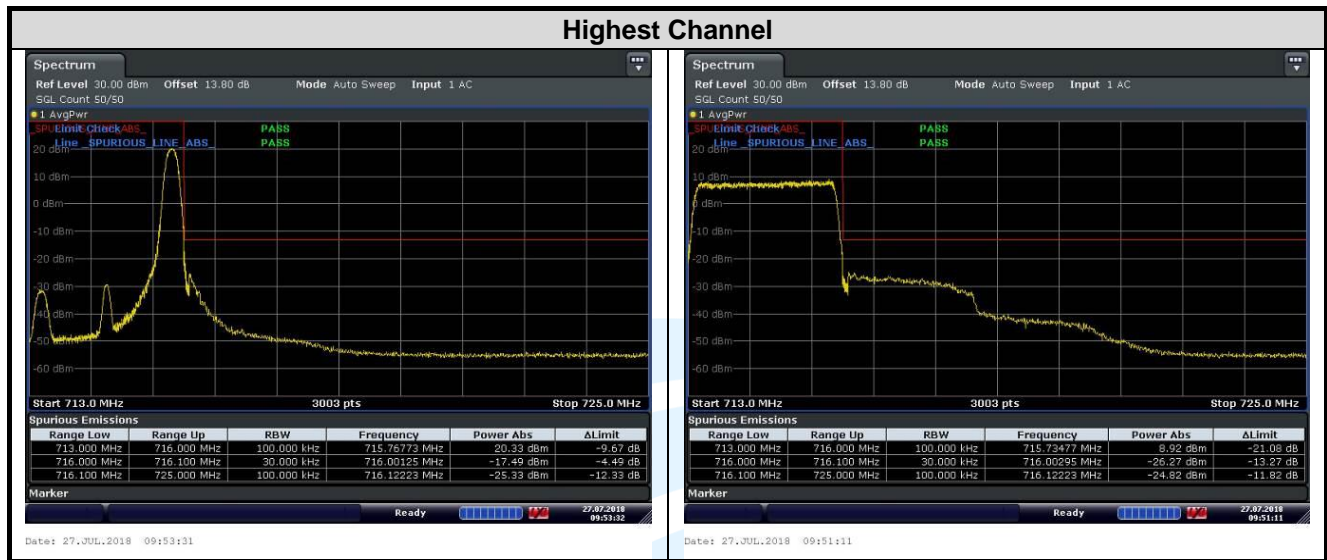 Highest Channel
Spectrum
Ref Level 30.00 dBm Offset 13.80 dB Mode Auto Sweep Input 1 AC
SGL Count 50/50
1 AvgPwr
Limit Check PASS
Line _SPURIOUS_LINE_ABS_ PASS
20 dBm
10 dBm
0 dBm
-10 dBm
-20 dBm
-30 dBm
-40 dBm
-50 dBm
-60 dBm
Start 713.0 MHz 3003 pts Stop 725.0 MHz
Spurious Emissions
Range Low Range Up RBW Frequency Power Abs ΔLimit
713.000 MHz 716.000 MHz 100.000 kHz 715.76773 MHz 20.33 dBm -9.67 dB
716.000 MHz 716.100 MHz 30.000 kHz 716.00125 MHz -17.49 dBm -4.49 dB
716.100 MHz 725.000 MHz 100.000 kHz 716.12223 MHz -25.33 dBm -12.33 dB
Marker
Ready 27.07.2018
09:53:32
Date: 27.JUL.2018 09:53:31
Spectrum
Ref Level 30.00 dBm Offset 13.80 dB Mode Auto Sweep Input 1 AC
SGL Count 50/50
1 AvgPwr
Limit Check PASS
Line _SPURIOUS_LINE_ABS_ PASS
20 dBm
10 dBm
0 dBm
-10 dBm
-20 dBm
-30 dBm
-40 dBm
-50 dBm
-60 dBm
Start 713.0 MHz 3003 pts Stop 725.0 MHz
Spurious Emissions
Range Low Range Up RBW Frequency Power Abs ΔLimit
713.000 MHz 716.000 MHz 100.000 kHz 715.73477 MHz 8.92 dBm -21.08 dB
716.000 MHz 716.100 MHz 30.000 kHz 716.00295 MHz -26.27 dBm -13.27 dB
716.100 MHz 725.000 MHz 100.000 kHz 716.12223 MHz -24.82 dBm -11.82 dB
Marker
Ready 27.07.2018
09:51:11
Date: 27.JUL.2018 09:51:11